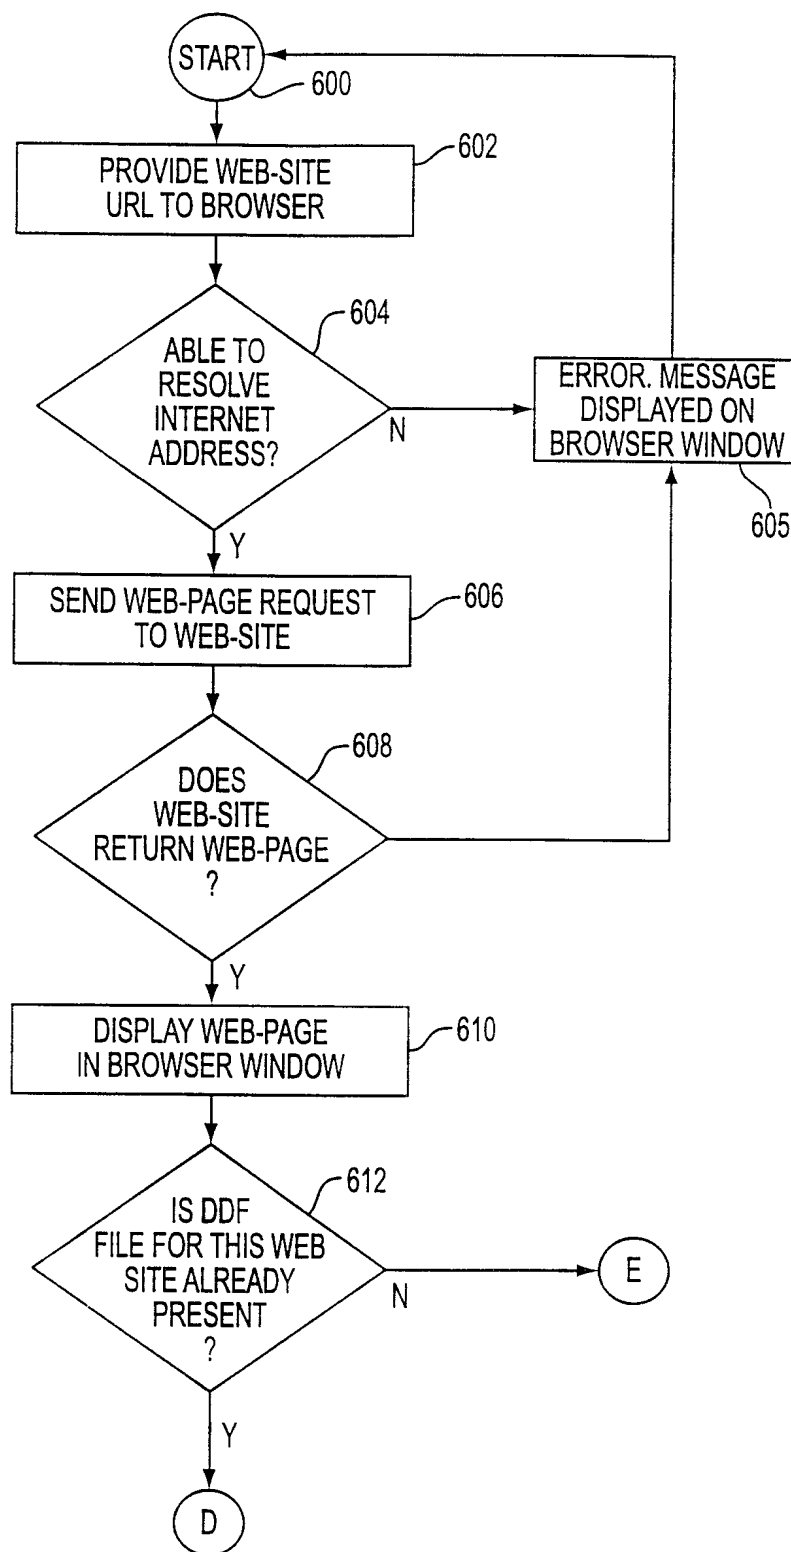 START
600
PROVIDE WEB-SITE
URL TO BROWSER
602
ABLE TO
RESOLVE
INTERNET
ADDRESS?
604
N
ERROR. MESSAGE
DISPLAYED ON
BROWSER WINDOW
605
Y
SEND WEB-PAGE REQUEST
TO WEB-SITE
606
DOES
WEB-SITE
RETURN WEB-PAGE
?
608
Y
DISPLAY WEB-PAGE
IN BROWSER WINDOW
610
IS DDF
FILE FOR THIS WEB
SITE ALREADY
PRESENT
?
612
N
E
Y
D